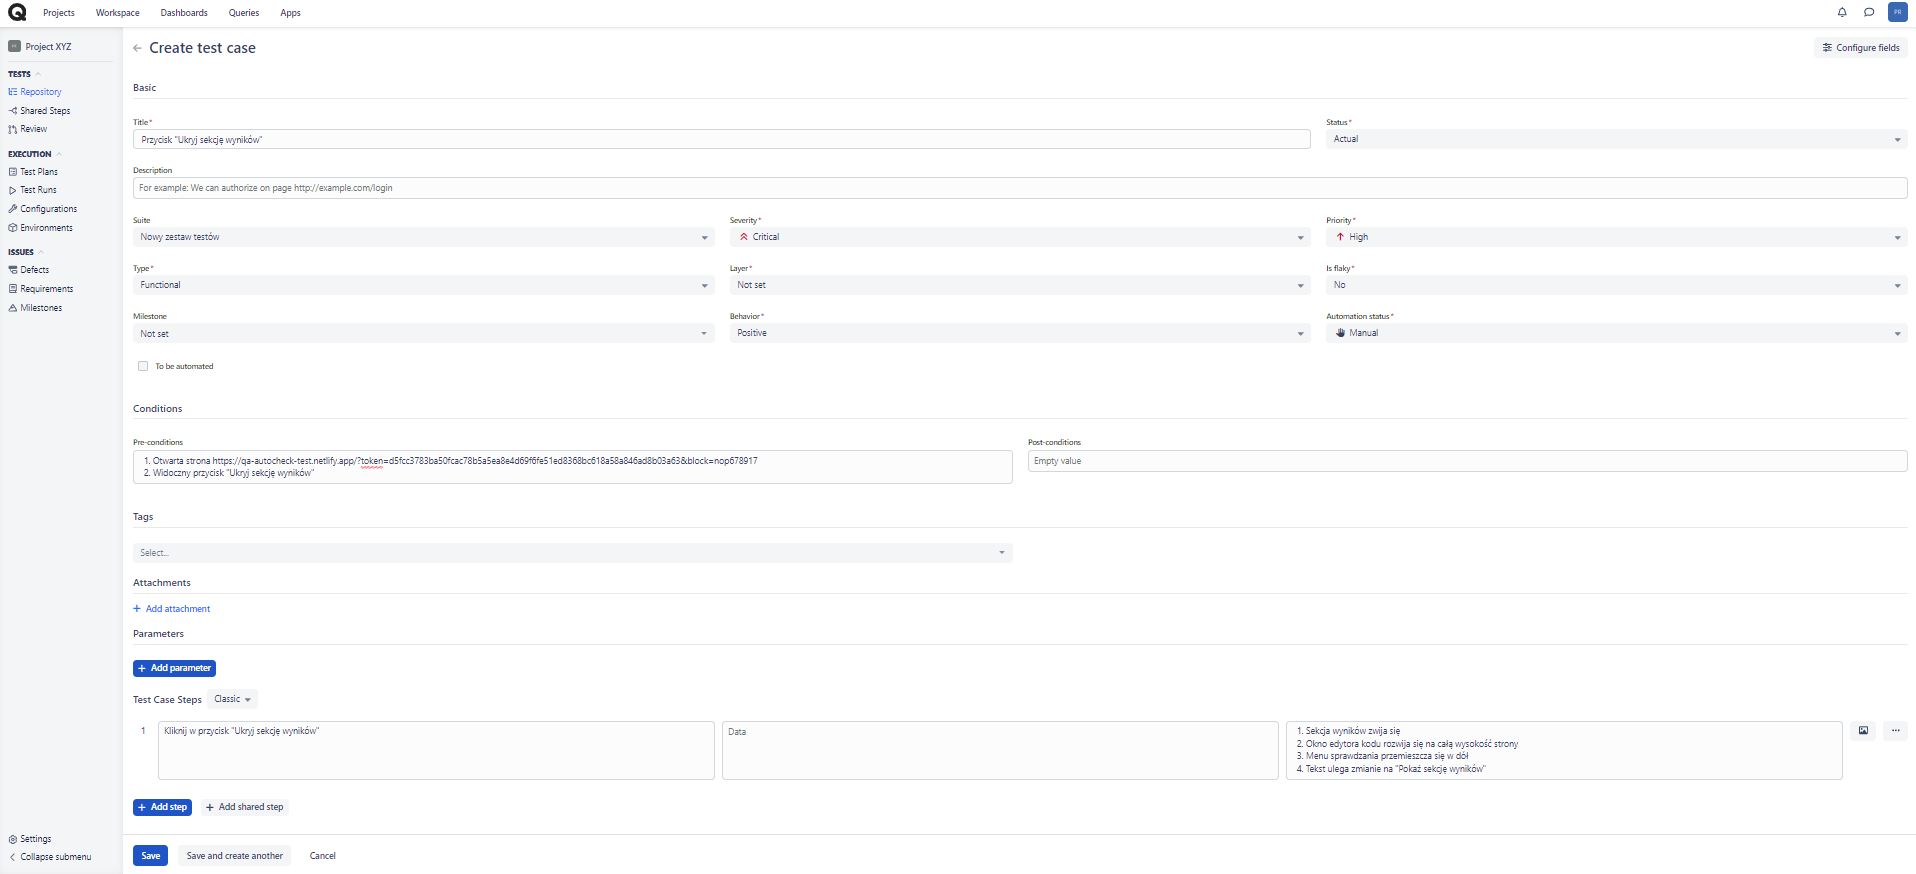 Projects Workspace Dashboards Queries Apps PR
Project XYZ
TESTS
Repository
Shared Steps
Review
EXECUTION
Test Plans
Test Runs
Configurations
Environments
ISSUES
Defects
Requirements
Milestones
Settings
Collapse submenu
Create test case
Configure fields
Basic
Title* Status*
Przycisk "Ukryj sekcję wyników" Actual
Description
For example: We can authorize on page http://example.com/login
Suite Severity* Priority*
Nowy zestaw testów Critical High
Type* Layer* Is flaky*
Functional Not set No
Milestone Behavior* Automation status*
Not set Positive Manual
To be automated
Conditions
Pre-conditions Post-conditions
1. Otwarta strona https://qa-autocheck-test.netlify.app/?token=d5fcc3783ba50fcac78b5a5ea8e4d69f6fe51ed8368bc618a58a846ad8b03a63&block=nop678917
2. Widoczny przycisk "Ukryj sekcję wyników"
Empty value
Tags
Select...
Attachments
+ Add attachment
Parameters
+ Add parameter
Test Case Steps Classic
1 Kliknij w przycisk "Ukryj sekcję wyników"
Data
1. Sekcja wyników zwija się
2. Okno edytora kodu rozwija się na całą wysokość strony
3. Menu sprawdzania przemieszcza się w dół
4. Tekst ulega zmianie na "Pokaż sekcję wyników"
+ Add step + Add shared step
Save Save and create another Cancel